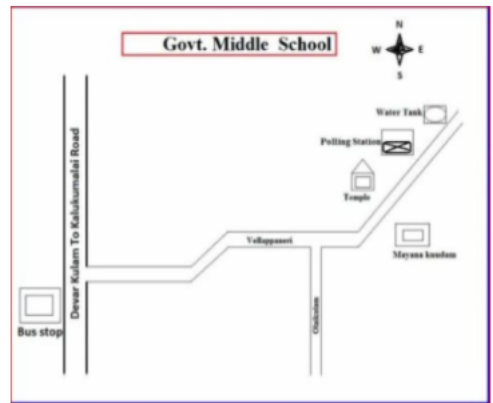 N
Govt. Middle School
W E
S
Water Tank
Polling Station
Temple
Devar Kulam To Kalukumalai Road
Vellappaneri
Mayana kundam
Bus stop